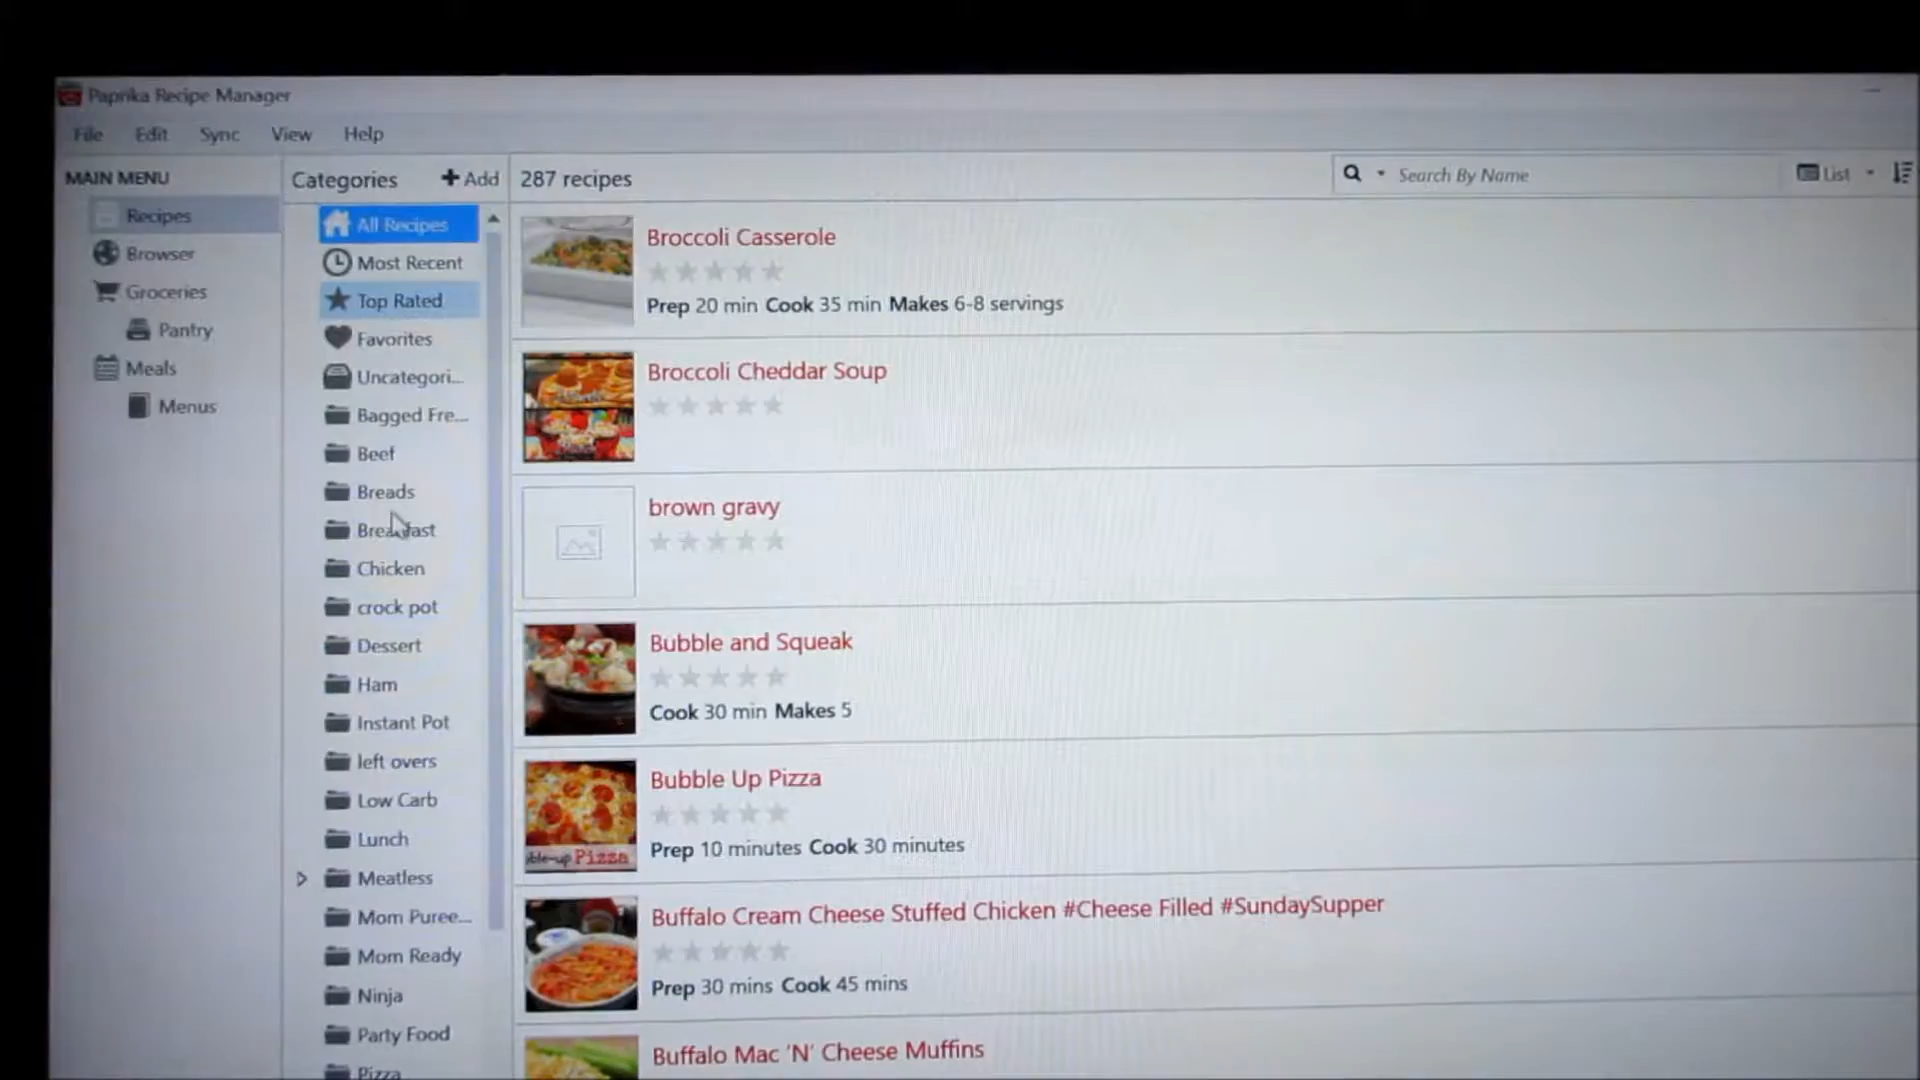 Paprika Recipe Manager
File Edit Sync View Help
MAIN MENU
Recipes
Browser
Groceries
Pantry
Meals
Menus
Categories
Add
All Recipes
Most Recent
Top Rated
Favorites
Uncategori...
Bagged Fre...
Beef
Breads
Breakfast
Chicken
crock pot
Dessert
Ham
Instant Pot
left overs
Low Carb
Lunch
Meatless
Mom Puree...
Mom Ready
Ninja
Party Food
Pizza
287 recipes
Search By Name
List
Broccoli Casserole
Prep 20 min Cook 35 min Makes 6-8 servings
Broccoli Cheddar Soup
brown gravy
Bubble and Squeak
Cook 30 min Makes 5
Bubble Up Pizza
Prep 10 minutes Cook 30 minutes
ble-up Pizza
Buffalo Cream Cheese Stuffed Chicken #Cheese Filled #SundaySupper
Prep 30 mins Cook 45 mins
Buffalo Mac 'N' Cheese Muffins